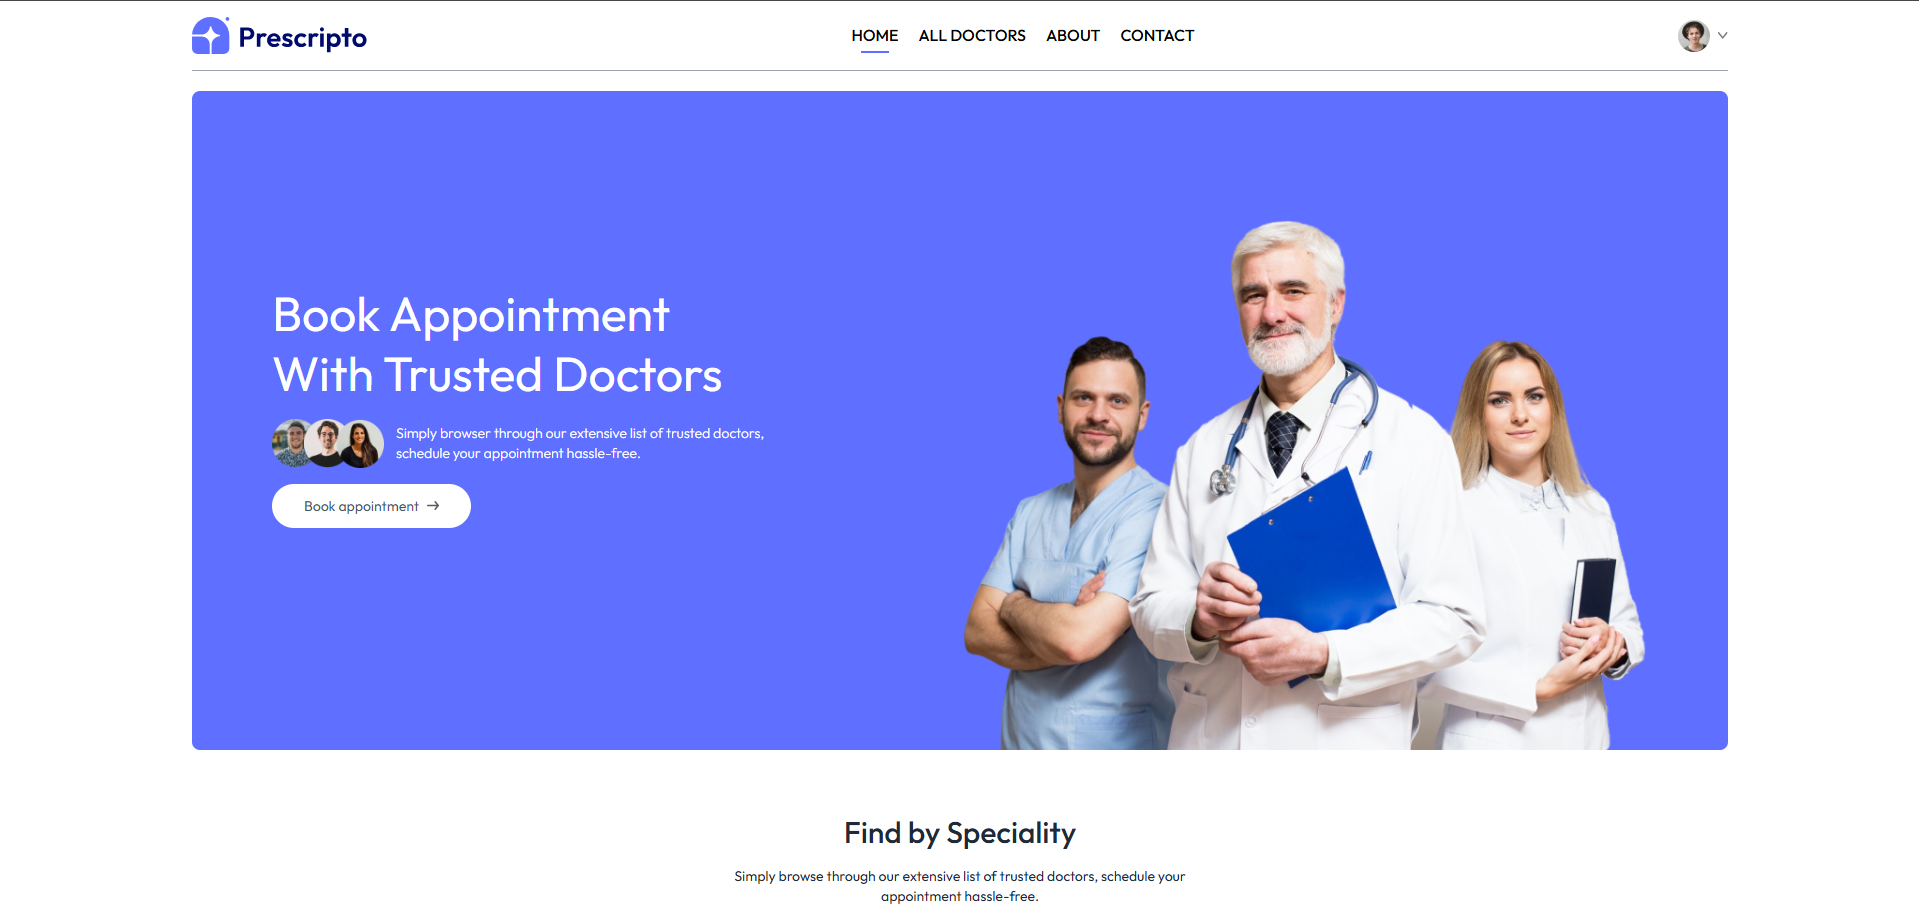 Prescripto
HOME ALL DOCTORS ABOUT CONTACT
Book Appointment
With Trusted Doctors
Simply browser through our extensive list of trusted doctors,
schedule your appointment hassle-free.
Book appointment
Find by Speciality
Simply browse through our extensive list of trusted doctors, schedule your
appointment hassle-free.